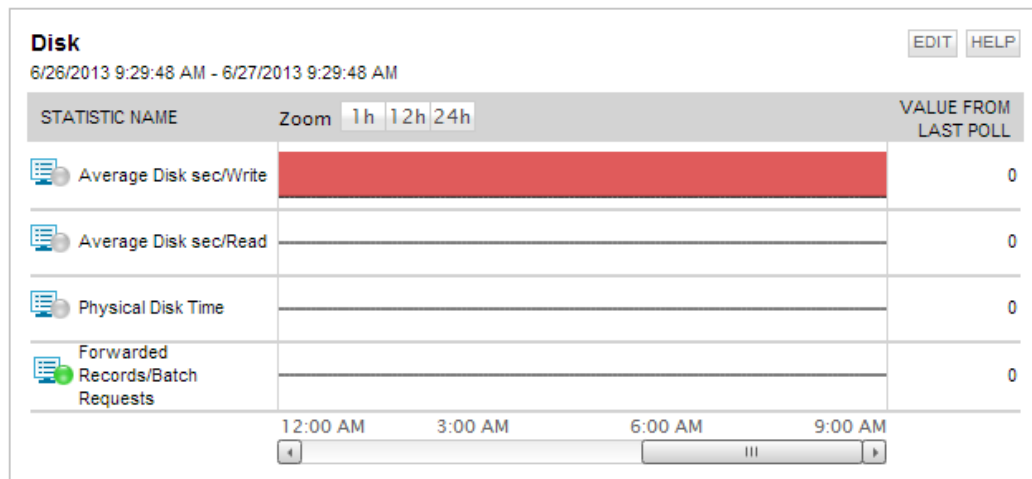 Disk
EDIT HELP
6/26/2013 9:29:48 AM - 6/27/2013 9:29:48 AM
STATISTIC NAME
Zoom 1h 12h 24h
VALUE FROM
LAST POLL
Average Disk sec/Write
0
Average Disk sec/Read
0
Physical Disk Time
0
Forwarded
Records/Batch
Requests
0
12:00 AM 3:00 AM 6:00 AM 9:00 AM